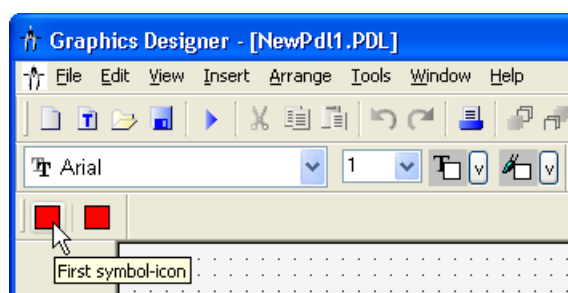 Graphics Designer - [NewPdl1.PDL]
File Edit View Insert Arrange Tools Window Help
Arial 1
First symbol-icon